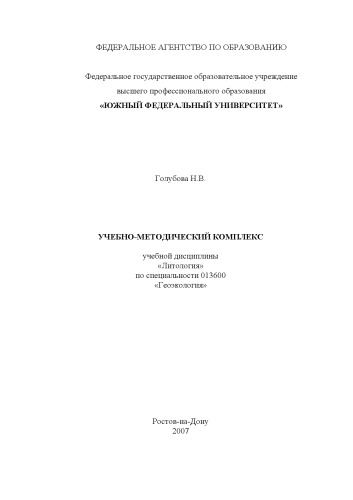 ФЕДЕРАЛЬНОЕ АГЕНТСТВО ПО ОБРАЗОВАНИЮ
Федеральное государственное образовательное учреждение
высшего профессионального образования
«ЮЖНЫЙ ФЕДЕРАЛЬНЫЙ УНИВЕРСИТЕТ»
Голубова Н.В.
УЧЕБНО-МЕТОДИЧЕСКИЙ КОМПЛЕКС
учебной дисциплины
«Литология»
по специальности 013600
«Геоэкология»
Ростов-на-Дону
2007